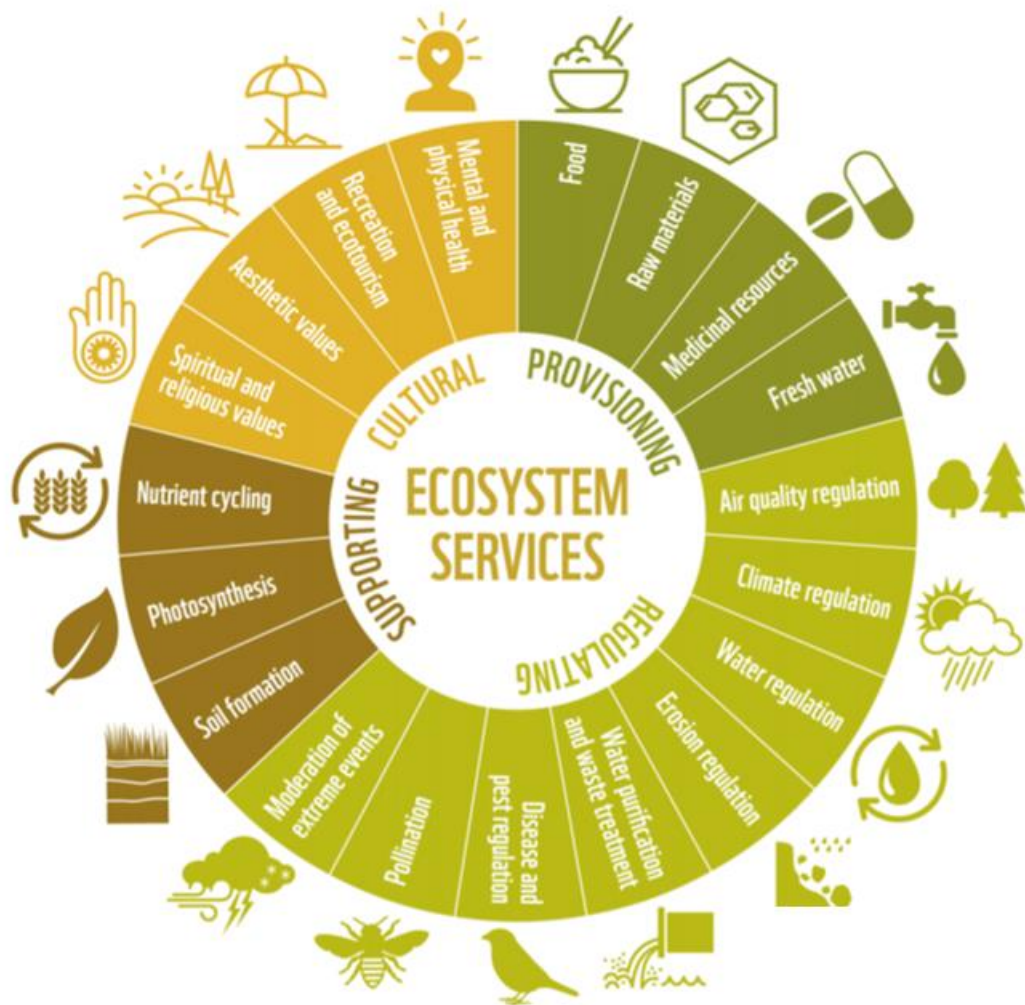 ECOSYSTEM
SERVICES
PROVISIONING
Food
Raw materials
Medicinal resources
Fresh water
REGULATING
Air quality regulation
Climate regulation
Water regulation
Erosion regulation
Water purification
and waste treatment
Disease and
pest regulation
Pollination
Moderation of
extreme events
SUPPORTING
Soil formation
Photosynthesis
Nutrient cycling
CULTURAL
Spiritual and
religious values
Aesthetic values
Recreation
and ecotourism
Mental and
physical health